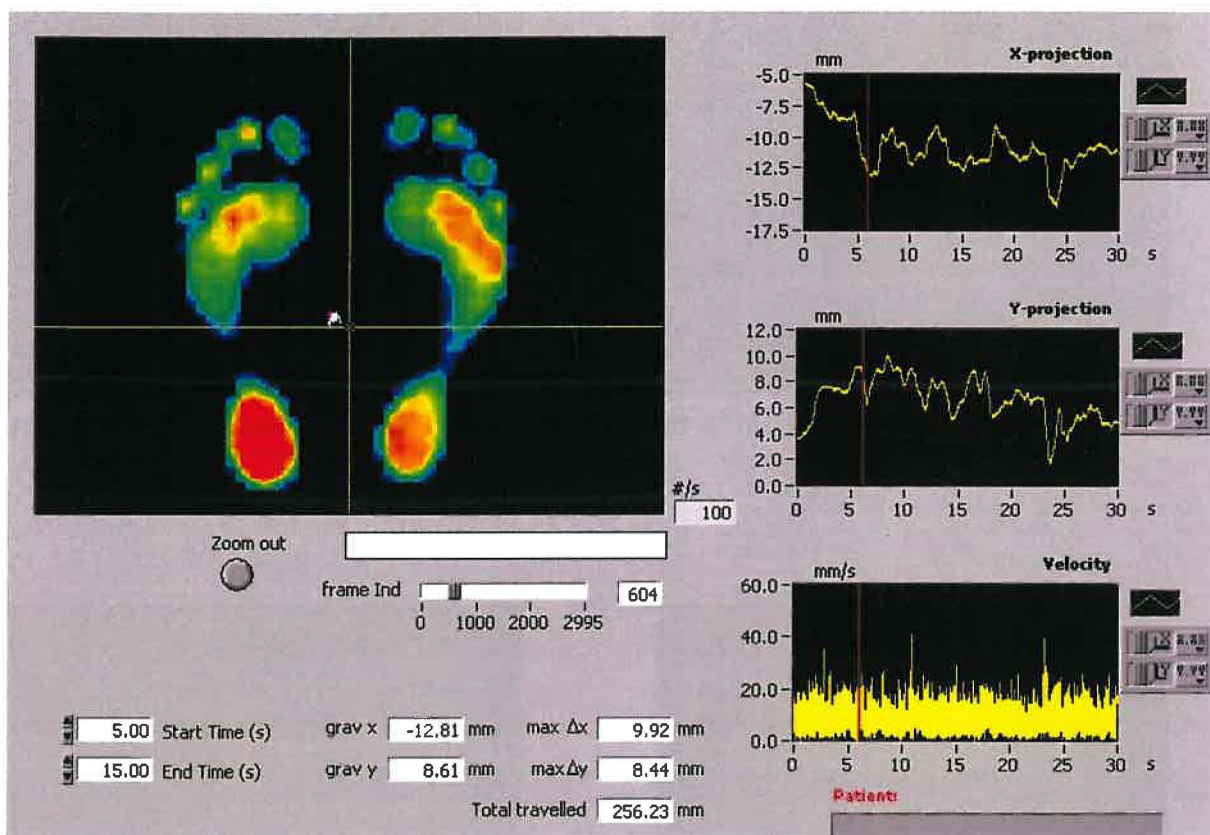 X-projection
mm
-5.0
-7.5
-10.0
-12.5
-15.0
-17.5
0 5 10 15 20 25 30 s
X
Y
Y-projection
mm
12.0
10.0
8.0
6.0
4.0
2.0
0.0
0 5 10 15 20 25 30 s
X
Y
#/s
100
Zoom out
frame Ind
604
0 1000 2000 2995
Velocity
mm/s
60.0
40.0
20.0
0.0
0 5 10 15 20 25 30 s
X
Y
5.00 Start Time (s) grav x -12.81 mm max Δx 9.92 mm
15.00 End Time (s) grav y 8.61 mm max Δy 8.44 mm
Total travelled 256.23 mm
Patient: